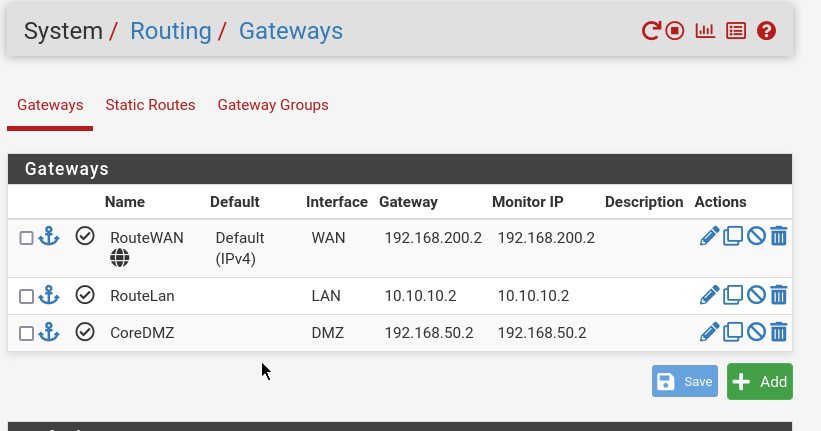 System / Routing / Gateways
Gateways Static Routes Gateway Groups
Gateways
Name Default Interface Gateway Monitor IP Description Actions
RouteWAN Default (IPv4) WAN 192.168.200.2 192.168.200.2
RouteLan LAN 10.10.10.2 10.10.10.2
CoreDMZ DMZ 192.168.50.2 192.168.50.2
Save Add